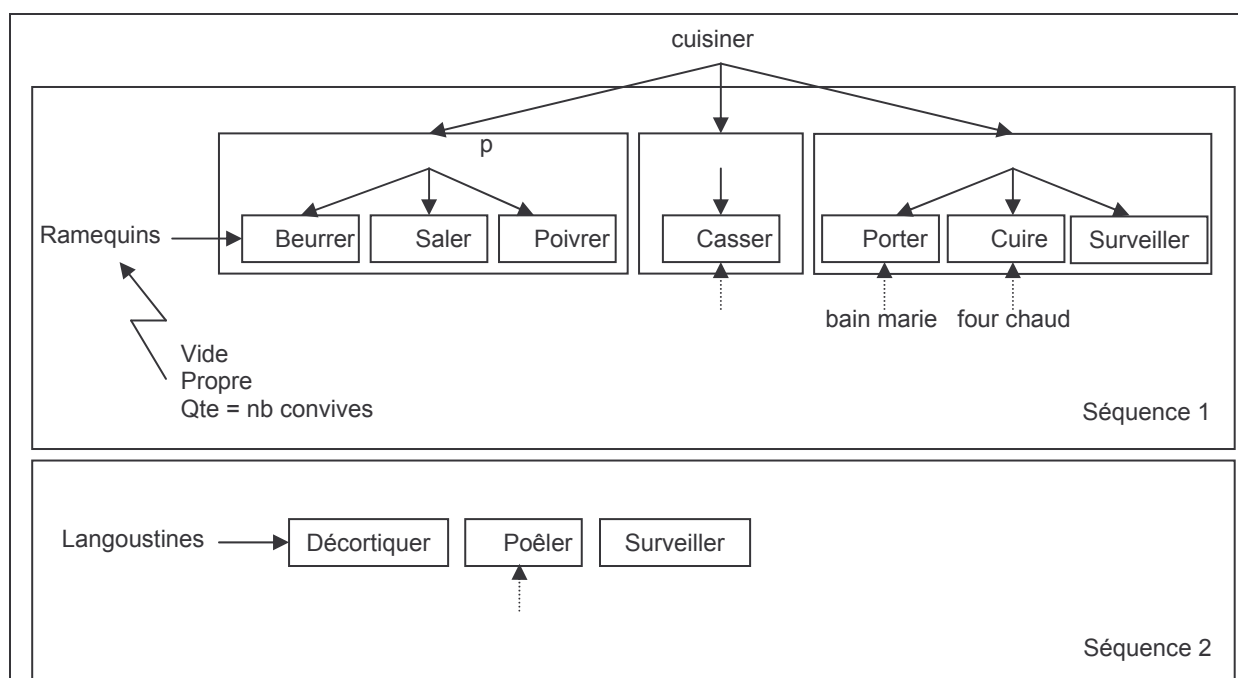 cuisiner
p
Ramequins
Beurrer
Saler
Poivrer
Casser
Porter
Cuire
Surveiller
bain marie
four chaud
Vide
Propre
Qte = nb convives
Séquence 1
Langoustines
Décortiquer
Poêler
Surveiller
Séquence 2